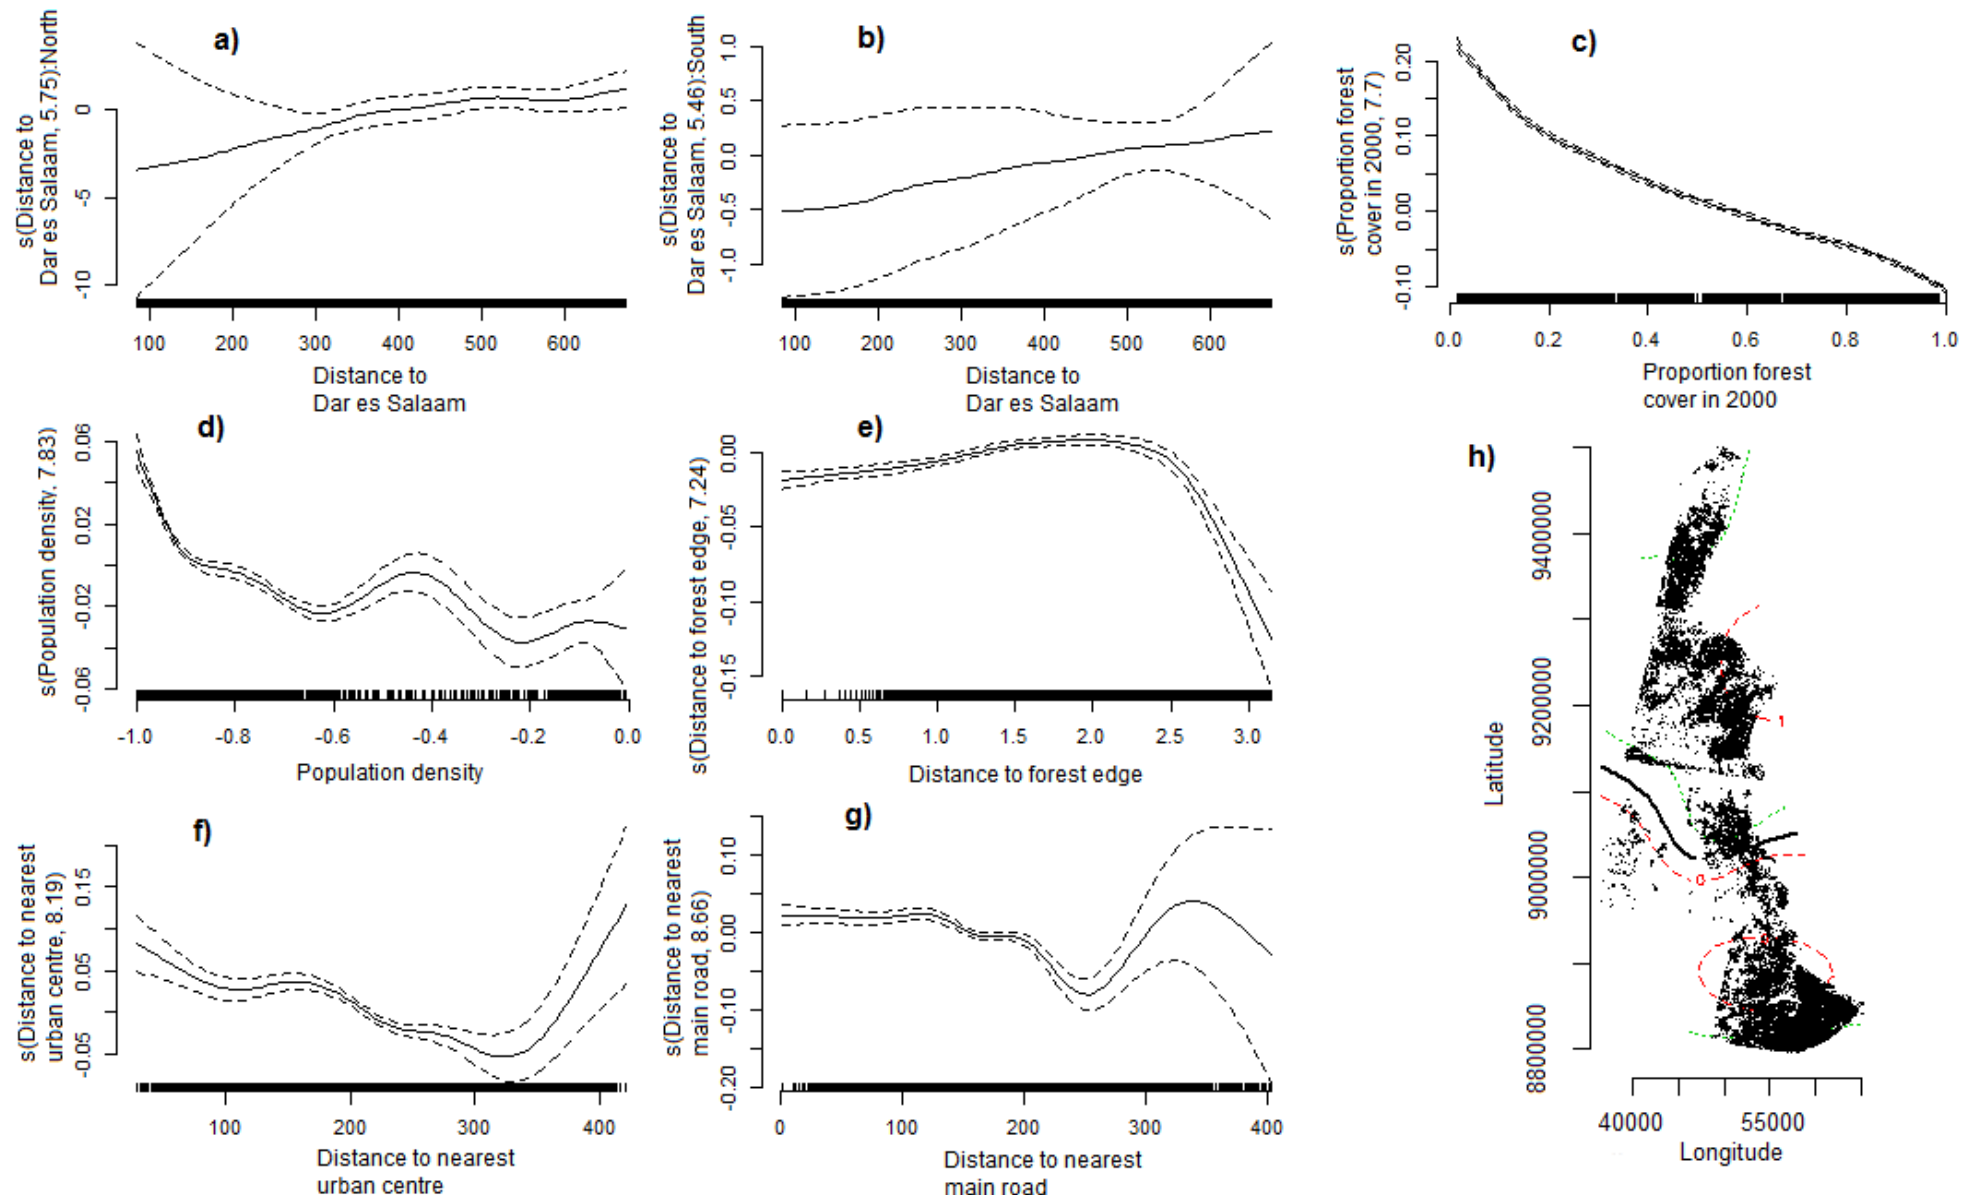 a)
s(Distance to
Dar es Salaam, 5.75):North
0
-5
-10
100 200 300 400 500 600
Distance to
Dar es Salaam
b)
s(Distance to
Dar es Salaam, 5.46):South
1.0
0.5
0.0
-0.5
-1.0
100 200 300 400 500 600
Distance to
Dar es Salaam
c)
s(Proportion forest
cover in 2000, 7.7)
0.20
0.10
0.00
-0.10
0.0 0.2 0.4 0.6 0.8 1.0
Proportion forest
cover in 2000
d)
s(Population density, 7.83)
0.06
0.02
-0.02
-0.06
-1.0 -0.8 -0.6 -0.4 -0.2 0.0
Population density
e)
s(Distance to forest edge, 7.24)
0.00
-0.05
-0.10
-0.15
0.0 0.5 1.0 1.5 2.0 2.5 3.0
Distance to forest edge
f)
s(Distance to nearest
urban centre, 8.19)
0.15
0.05
-0.05
100 200 300 400
Distance to nearest
urban centre
g)
s(Distance to nearest
main road, 8.66)
0.10
0.00
-0.10
-0.20
0 100 200 300 400
Distance to nearest
main road
h)
Latitude
9400000
9200000
9000000
8800000
1
0
40000 55000
Longitude